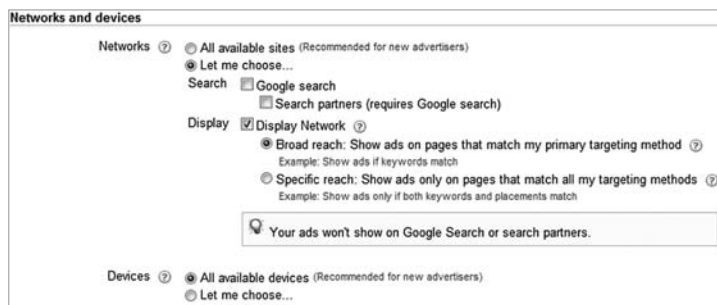 Networks and devices
Networks ? All available sites (Recommended for new advertisers)
Let me choose...
Search Google search
Search partners (requires Google search)
Display Display Network ?
Broad reach: Show ads on pages that match my primary targeting method ?
Example: Show ads if keywords match
Specific reach: Show ads only on pages that match all my targeting methods ?
Example: Show ads only if both keywords and placements match
Your ads won't show on Google Search or search partners.
Devices ? All available devices (Recommended for new advertisers)
Let me choose...